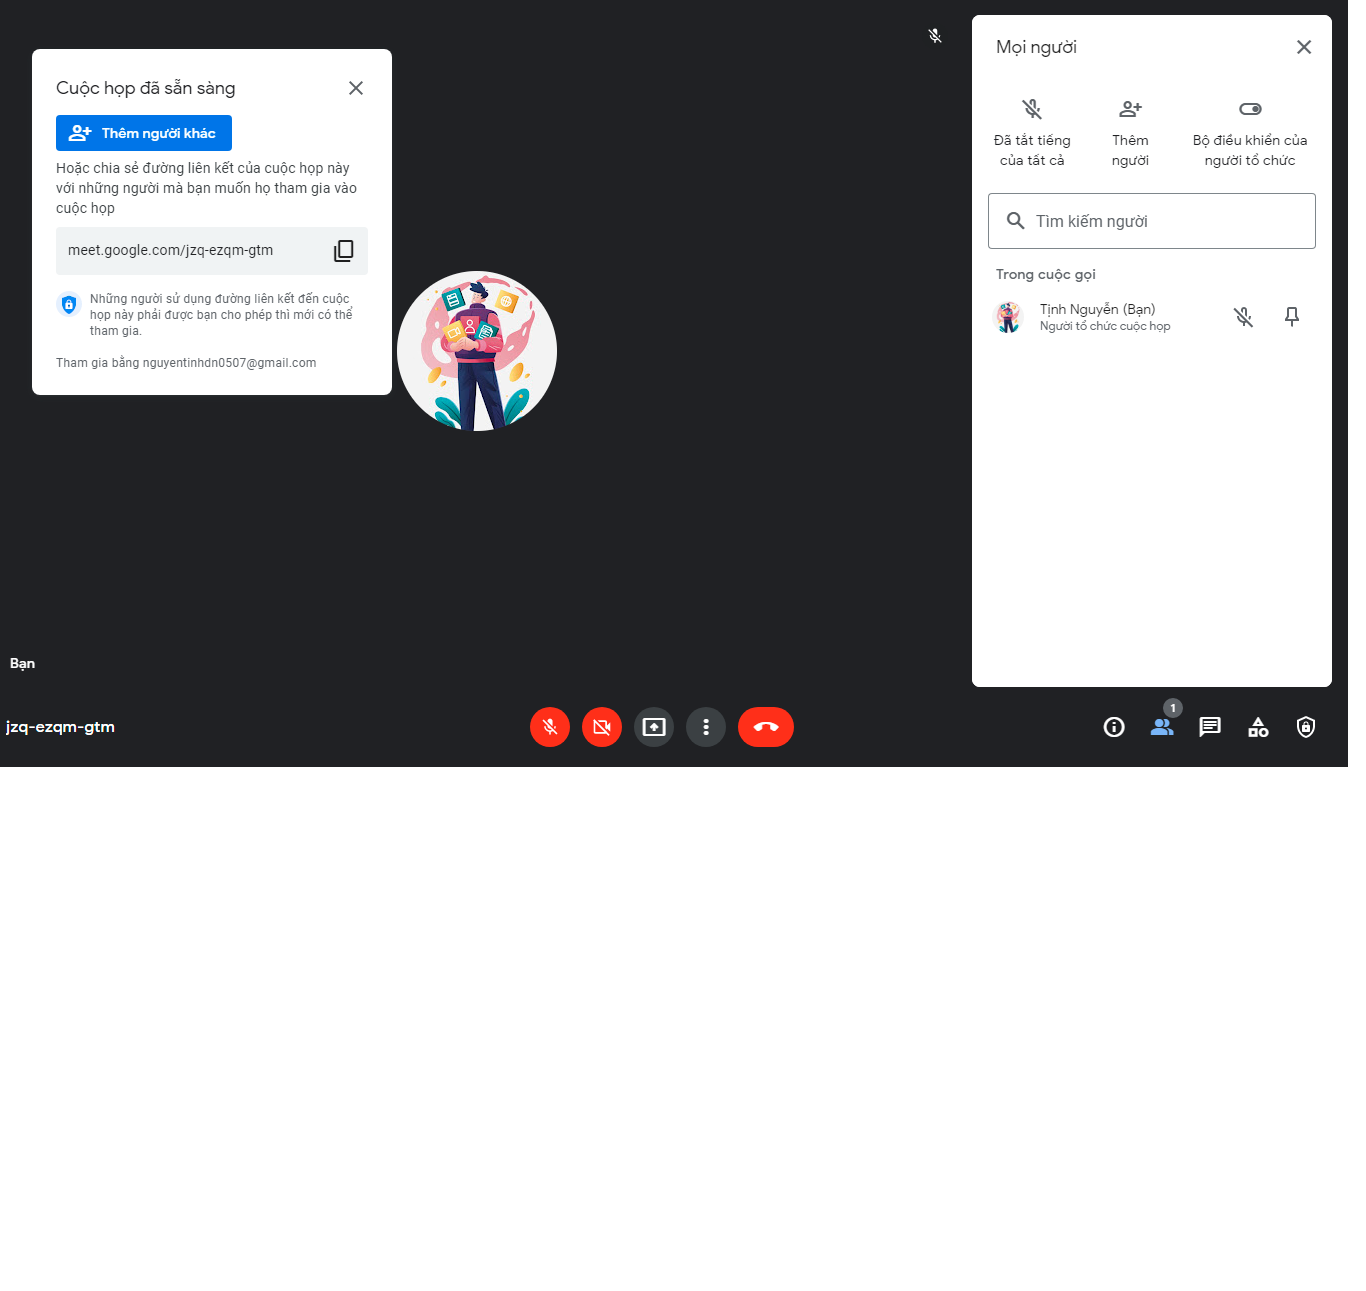 Cuộc họp đã sẵn sàng
Thêm người khác
Hoặc chia sẻ đường liên kết của cuộc họp này
với những người mà bạn muốn họ tham gia vào
cuộc họp
meet.google.com/jzq-ezqm-gtm
Những người sử dụng đường liên kết đến cuộc
họp này phải được bạn cho phép thì mới có thể
tham gia.
Tham gia bằng nguyentinhdn0507@gmail.com
Bạn
jzq-ezqm-gtm
Mọi người
Đã tắt tiếng
của tất cả
Thêm
người
Bộ điều khiển của
người tổ chức
Tìm kiếm người
Trong cuộc gọi
Tịnh Nguyễn (Bạn)
Người tổ chức cuộc họp
1